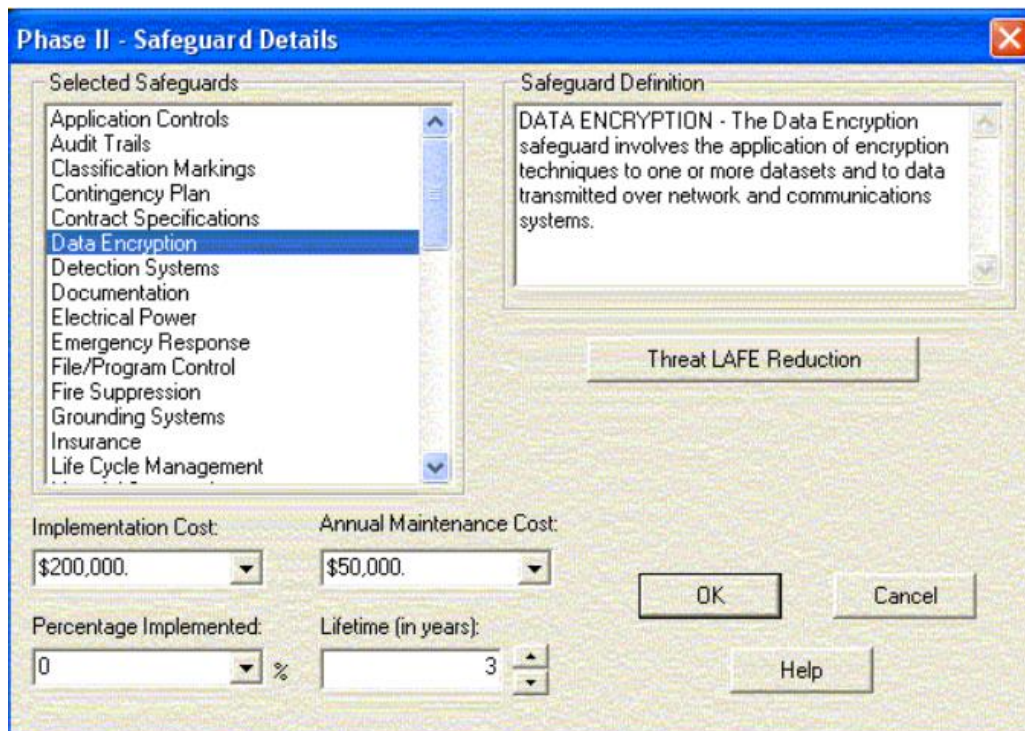 Phase II - Safeguard Details
Selected Safeguards
Application Controls
Audit Trails
Classification Markings
Contingency Plan
Contract Specifications
Data Encryption
Detection Systems
Documentation
Electrical Power
Emergency Response
File/Program Control
Fire Suppression
Grounding Systems
Insurance
Life Cycle Management
Safeguard Definition
DATA ENCRYPTION - The Data Encryption
safeguard involves the application of encryption
techniques to one or more datasets and to data
transmitted over network and communications
systems.
Threat LAFE Reduction
Implementation Cost:
$200,000.
Annual Maintenance Cost:
$50,000.
Percentage Implemented:
0 %
Lifetime (in years):
3
OK
Cancel
Help